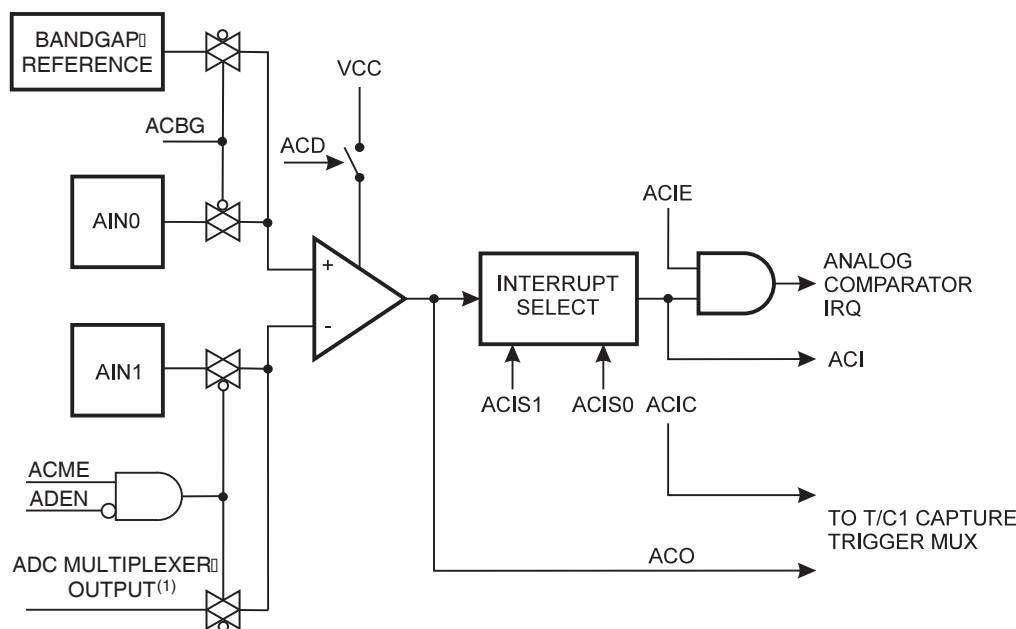 BANDGAP
REFERENCE
ACBG
VCC
ACD
AIN0
ACIE
+
-
INTERRUPT
SELECT
ANALOG
COMPARATOR
IRQ
AIN1
ACI
ACIS1
ACIS0
ACIC
ACME
ADEN
TO T/C1 CAPTURE
TRIGGER MUX
ADC MULTIPLEXER
OUTPUT(1)
ACO